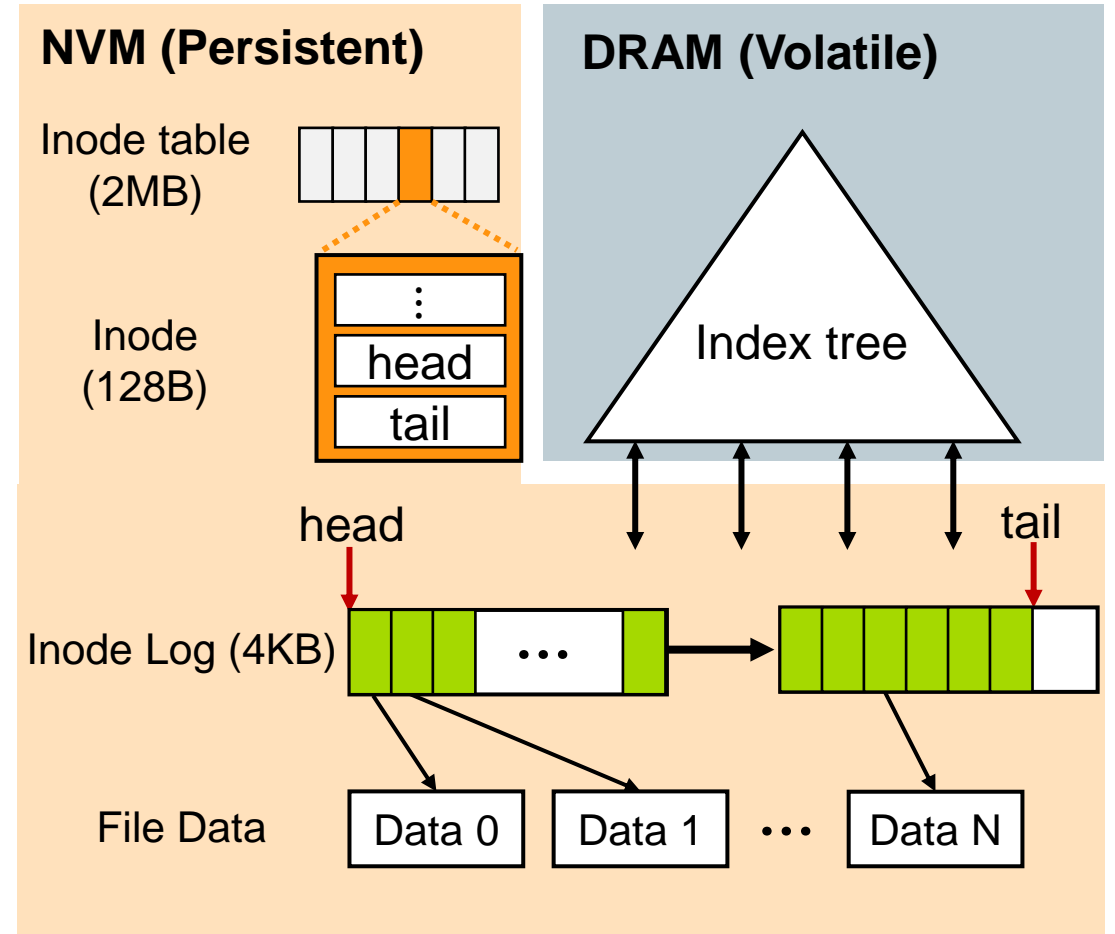 NVM (Persistent)
DRAM (Volatile)
Inode table
(2MB)
Inode
(128B)
⋮
head
tail
Index tree
head
tail
Inode Log (4KB)
•••
File Data
Data 0
Data 1
•••
Data N